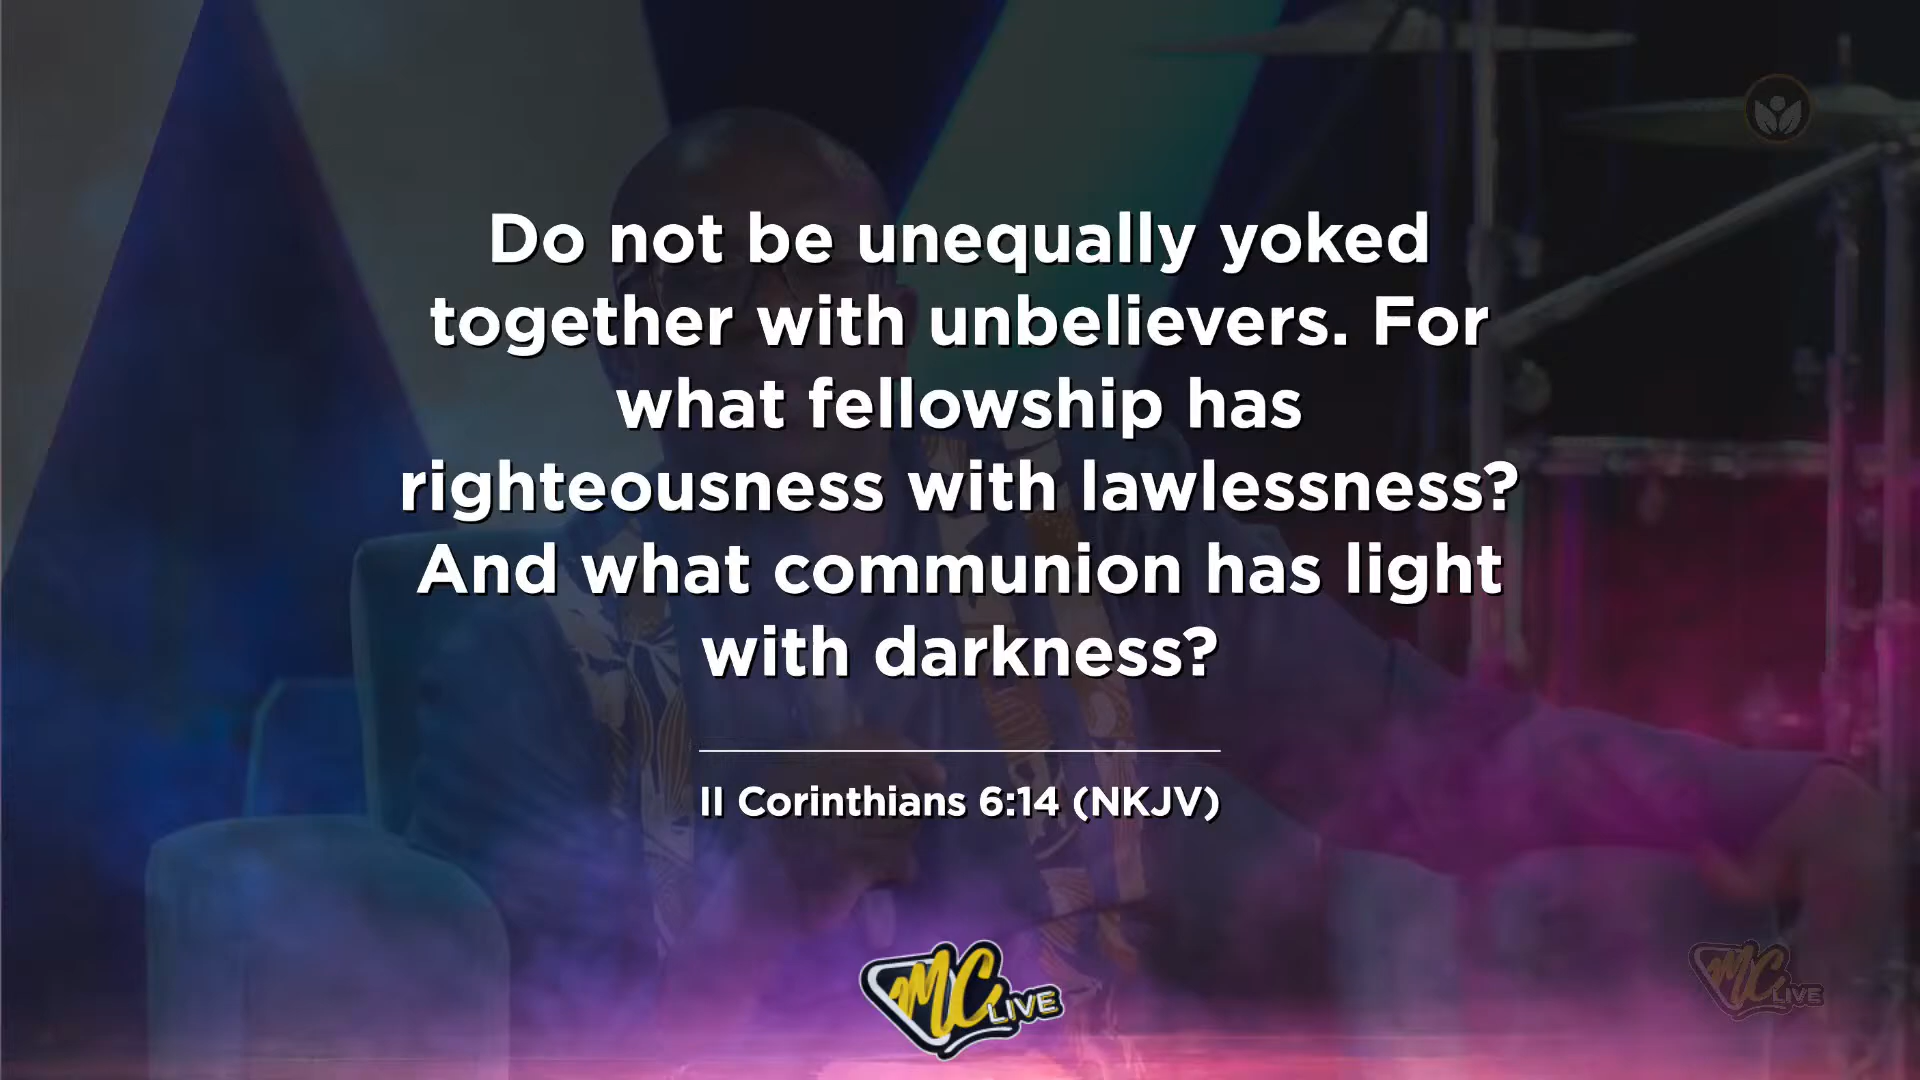 Do not be unequally yoked
together with unbelievers. For
what fellowship has
righteousness with lawlessness?
And what communion has light
with darkness?
II Corinthians 6:14 (NKJV)
MC
LIVE
MC
LIVE